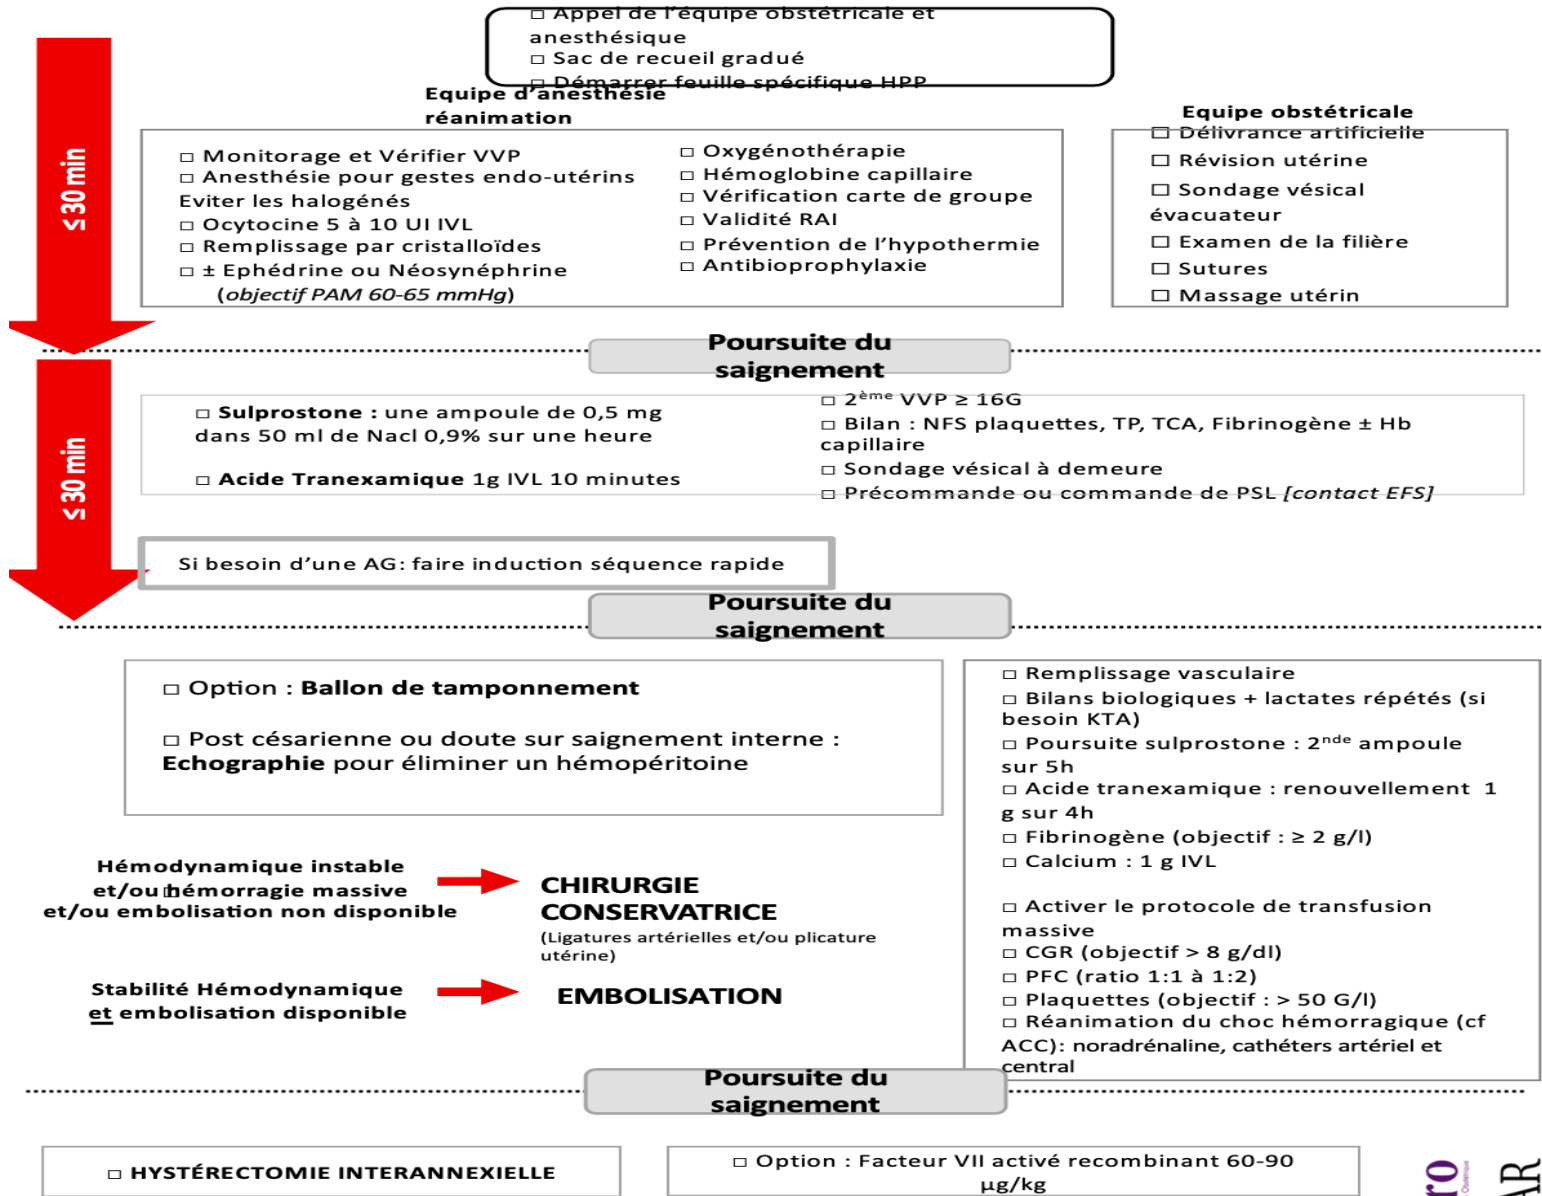 □ Appel de l’équipe obstétricale et
anesthésique
□ Sac de recueil gradué
□ Démarrer feuille spécifique HPP
Equipe d’anesthésie
réanimation
□ Monitorage et Vérifier VVP
□ Anesthésie pour gestes endo-utérins
Eviter les halogénés
□ Ocytocine 5 à 10 UI IVL
□ Remplissage par cristalloïdes
□ ± Ephédrine ou Néosynéphrine
(objectif PAM 60-65 mmHg)
□ Oxygénothérapie
□ Hémoglobine capillaire
□ Vérification carte de groupe
□ Validité RAI
□ Prévention de l’hypothermie
□ Antibioprophylaxie
Equipe obstétricale
□ Délivrance artificielle
□ Révision utérine
□ Sondage vésical
évacuateur
□ Examen de la filière
□ Sutures
□ Massage utérin
≤ 30 min
Poursuite du
saignement
□ Sulprostone : une ampoule de 0,5 mg
dans 50 ml de Nacl 0,9% sur une heure
□ Acide Tranexamique 1g IVL 10 minutes
□ 2ème VVP ≥ 16G
□ Bilan : NFS plaquettes, TP, TCA, Fibrinogène ± Hb
capillaire
□ Sondage vésical à demeure
□ Précommande ou commande de PSL [contact EFS]
≤ 30 min
Si besoin d’une AG: faire induction séquence rapide
Poursuite du
saignement
□ Option : Ballon de tamponnement
□ Post césarienne ou doute sur saignement interne :
Echographie pour éliminer un hémopéritoine
□ Remplissage vasculaire
□ Bilans biologiques + lactates répétés (si
besoin KTA)
□ Poursuite sulprostone : 2nde ampoule
sur 5h
□ Acide tranexamique : renouvellement 1
g sur 4h
□ Fibrinogène (objectif : ≥ 2 g/l)
□ Calcium : 1 g IVL
□ Activer le protocole de transfusion
massive
□ CGR (objectif > 8 g/dl)
□ PFC (ratio 1:1 à 1:2)
□ Plaquettes (objectif : > 50 G/l)
□ Réanimation du choc hémorragique (cf
ACC): noradrénaline, cathéters artériel et
central
Hémodynamique instable
et/ou hémorragie massive
et/ou embolisation non disponible
CHIRURGIE
CONSERVATRICE
(Ligatures artérielles et/ou plicature
utérine)
Stabilité Hémodynamique
et embolisation disponible
EMBOLISATION
Poursuite du
saignement
□ HYSTÉRECTOMIE INTERANNEXIELLE
□ Option : Facteur VII activé recombinant 60-90
µg/kg